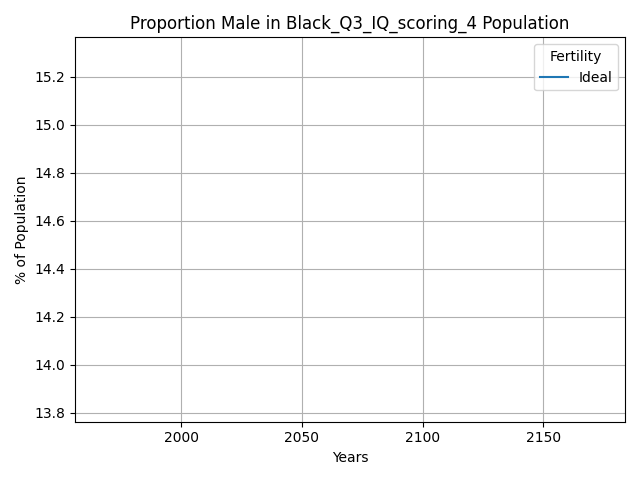 Proportion Male in Black_Q3_IQ_scoring_4 Population
Fertility
Ideal
15.2
15.0
14.8
14.6
14.4
14.2
14.0
13.8
% of Population
2000 2050 2100 2150
Years